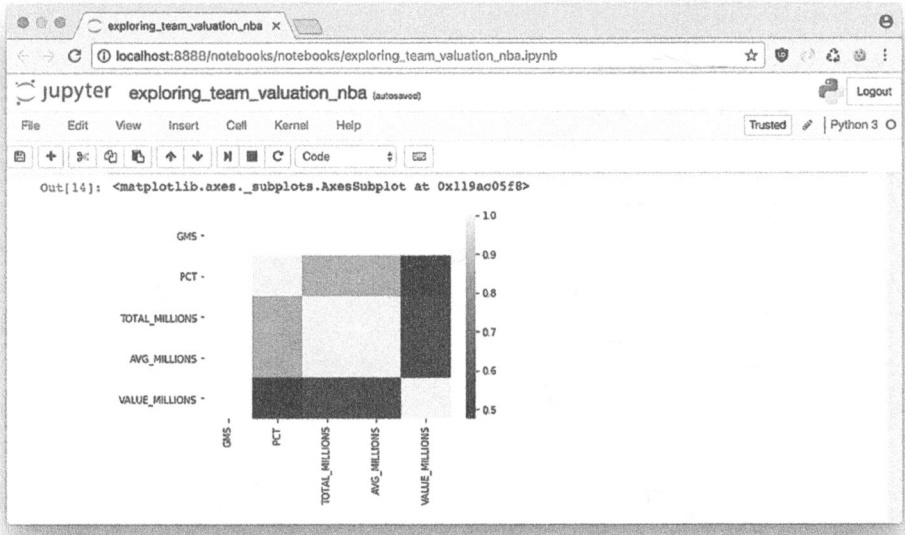 exploring_team_valuation_nba ×
localhost:8888/notebooks/notebooks/exploring_team_valuation_nba.ipynb
jupyter exploring_team_valuation_nba (autosaved)
Logout
File Edit View Insert Cell Kernel Help
Trusted Python 3
Code
Out[14]: <matplotlib.axes._subplots.AxesSubplot at 0x119ac05f8>
GMS
PCT
TOTAL_MILLIONS
AVG_MILLIONS
VALUE_MILLIONS
1.0
0.9
0.8
0.7
0.6
0.5
GMS
PCT
TOTAL_MILLIONS
AVG_MILLIONS
VALUE_MILLIONS